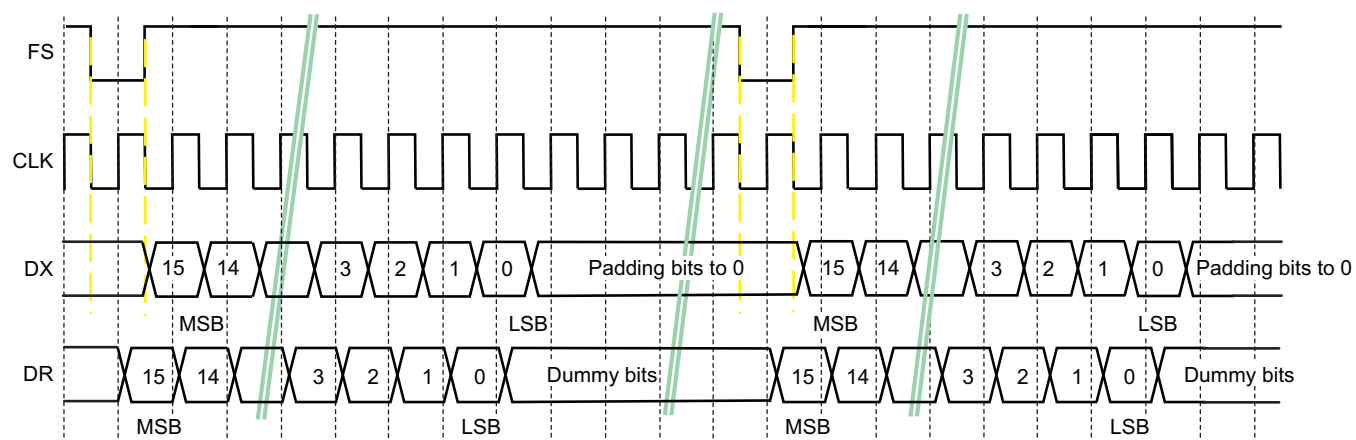 FS
CLK
DX
15 14 3 2 1 0 Padding bits to 0 15 14 3 2 1 0 Padding bits to 0
MSB LSB MSB LSB
DR
15 14 3 2 1 0 Dummy bits 15 14 3 2 1 0 Dummy bits
MSB LSB MSB LSB